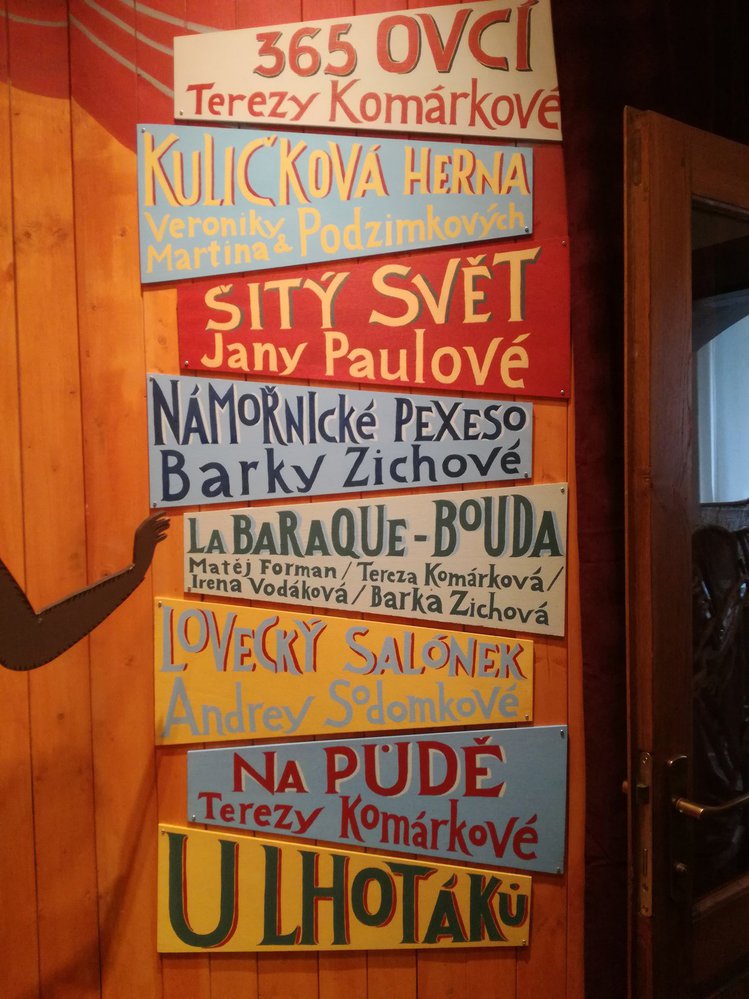 365 OVCÍ
Terezy Komárkové
KULIČKOVÁ HERNA
Veroniky
Martina & Podzimkových
ŠITÝ SVĚT
Jany Paulové
NÁMOŘNICKé PEXESO
Barky Zichové
LA BARAQUE - BOUDA
Matěj Forman / Tereza Komárková /
Irena Vodáková / Barka Zichová
LOVECKÝ SALÓNEK
Andrey Sodomkové
NA PŮDĚ
Terezy Komárkové
U LHOTÁKŮ